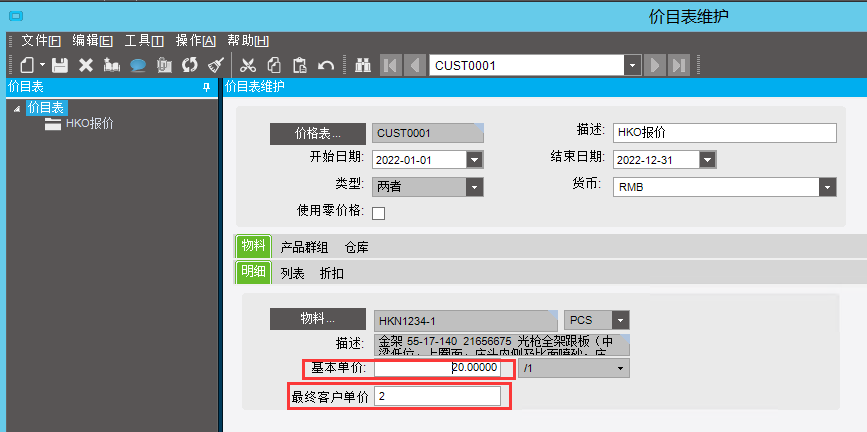 价目表维护
文件[F] 编辑[E] 工具[T] 操作[A] 帮助[H]
CUST0001
价目表
价目表
HKO报价
价目表维护
价格表... CUST0001 描述: HKO报价
开始日期: 2022-01-01 结束日期: 2022-12-31
类型: 两者 货币: RMB
使用零价格:
物料 产品群组 仓库
明细 列表 折扣
物料... HKN1234-1 PCS
描述: 金架 55-17-140 21656675 光桩全架跟板（中
基本单价: 20.00000 /1
最终客户单价 2